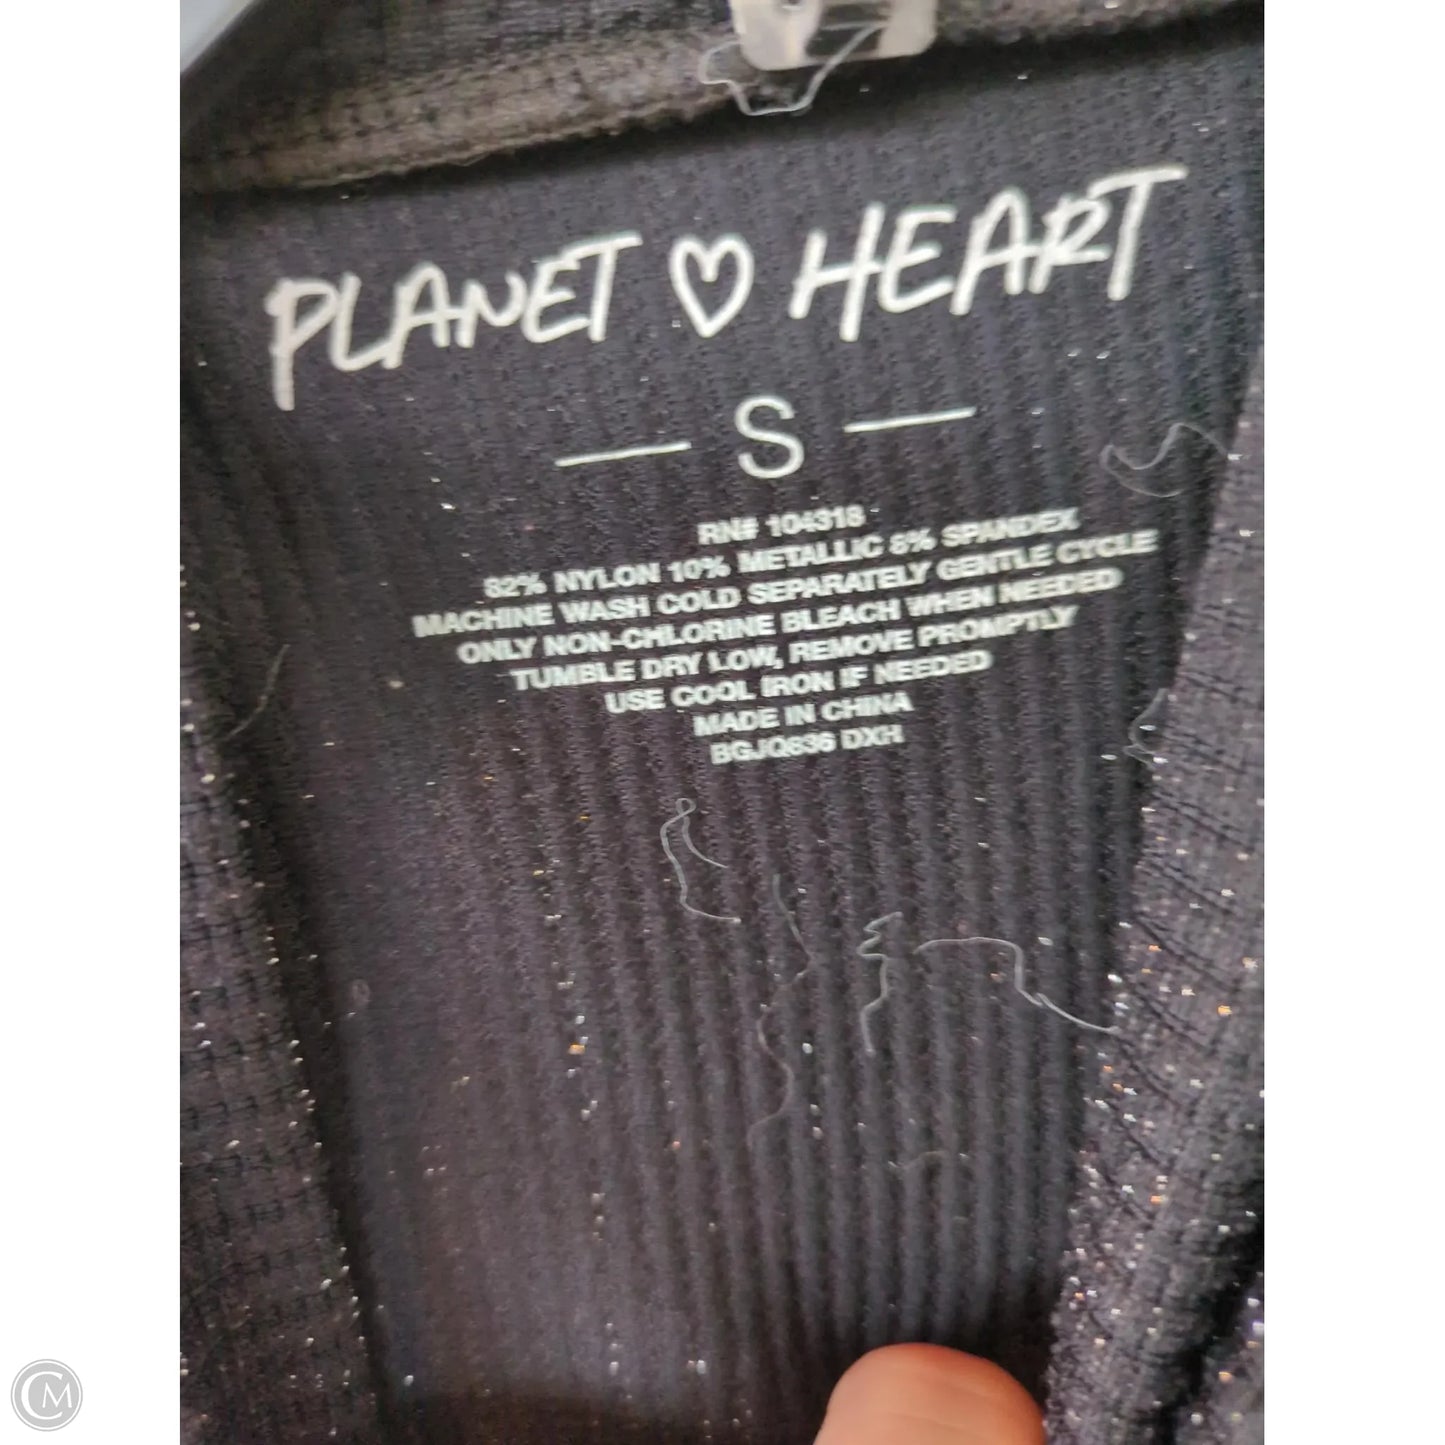 PLANET ♡ HEART
— S —
RN# 104318
82% NYLON 10% METALLIC 8% SPANDEX
MACHINE WASH COLD SEPARATELY GENTLE CYCLE
ONLY NON-CHLORINE BLEACH WHEN NEEDED
TUMBLE DRY LOW, REMOVE PROMPTLY
USE COOL IRON IF NEEDED
MADE IN CHINA
BGJQ836 DXH
CM